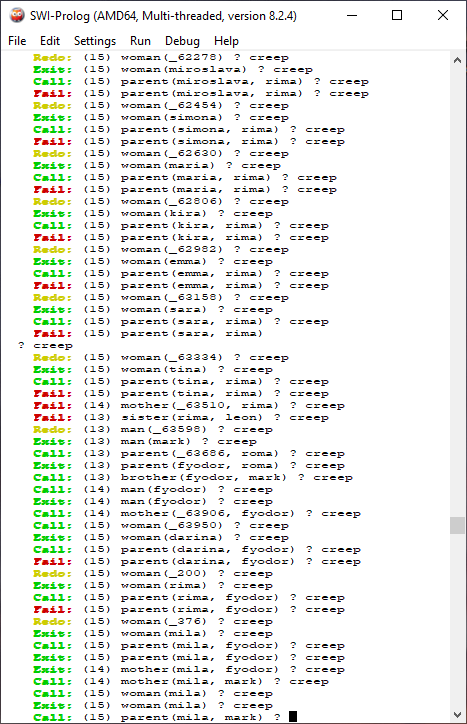 SWI-Prolog (AMD64, Multi-threaded, version 8.2.4)
File Edit Settings Run Debug Help
Redo: (15) woman(_62278) ? creep
Exit: (15) woman(miroslava) ? creep
Call: (15) parent(miroslava, rima) ? creep
Fail: (15) parent(miroslava, rima) ? creep
Redo: (15) woman(_62454) ? creep
Exit: (15) woman(simona) ? creep
Call: (15) parent(simona, rima) ? creep
Fail: (15) parent(simona, rima) ? creep
Redo: (15) woman(_62630) ? creep
Exit: (15) woman(maria) ? creep
Call: (15) parent(maria, rima) ? creep
Fail: (15) parent(maria, rima) ? creep
Redo: (15) woman(_62806) ? creep
Exit: (15) woman(kira) ? creep
Call: (15) parent(kira, rima) ? creep
Fail: (15) parent(kira, rima) ? creep
Redo: (15) woman(_62982) ? creep
Exit: (15) woman(emma) ? creep
Call: (15) parent(emma, rima) ? creep
Fail: (15) parent(emma, rima) ? creep
Redo: (15) woman(_63158) ? creep
Exit: (15) woman(sara) ? creep
Call: (15) parent(sara, rima) ? creep
Fail: (15) parent(sara, rima)
? creep
Redo: (15) woman(_63334) ? creep
Exit: (15) woman(tina) ? creep
Call: (15) parent(tina, rima) ? creep
Fail: (15) parent(tina, rima) ? creep
Fail: (14) mother(_63510, rima) ? creep
Fail: (13) sister(rima, leon) ? creep
Redo: (13) man(_63598) ? creep
Exit: (13) man(mark) ? creep
Call: (13) parent(_63686, roma) ? creep
Exit: (13) parent(fyodor, roma) ? creep
Call: (13) brother(fyodor, mark) ? creep
Call: (14) man(fyodor) ? creep
Exit: (14) man(fyodor) ? creep
Call: (14) mother(_63906, fyodor) ? creep
Call: (15) woman(_63950) ? creep
Exit: (15) woman(darina) ? creep
Call: (15) parent(darina, fyodor) ? creep
Fail: (15) parent(darina, fyodor) ? creep
Redo: (15) woman(_200) ? creep
Exit: (15) woman(rima) ? creep
Call: (15) parent(rima, fyodor) ? creep
Fail: (15) parent(rima, fyodor) ? creep
Redo: (15) woman(_376) ? creep
Exit: (15) woman(mila) ? creep
Call: (15) parent(mila, fyodor) ? creep
Exit: (15) parent(mila, fyodor) ? creep
Exit: (14) mother(mila, fyodor) ? creep
Call: (14) mother(mila, mark) ? creep
Call: (15) woman(mila) ? creep
Exit: (15) woman(mila) ? creep
Call: (15) parent(mila, mark) ?